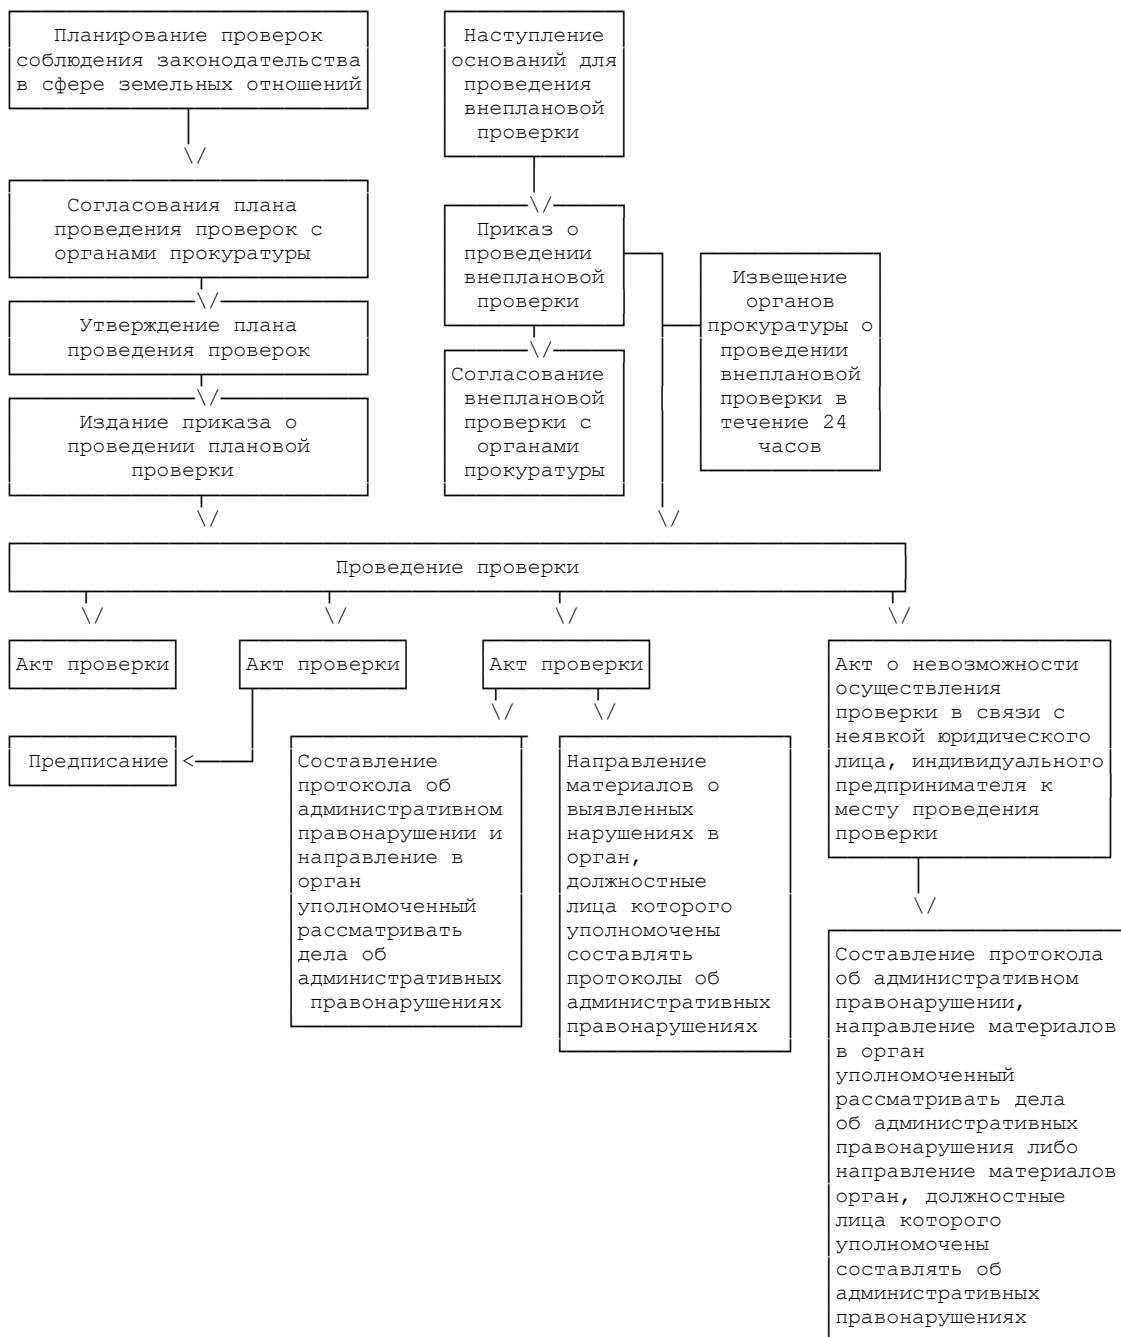 Планирование проверок
соблюдения законодательства
в сфере земельных отношений
Согласования плана
проведения проверок с
органами прокуратуры
Утверждение плана
проведения проверок
Издание приказа о
проведении плановой
проверки
Наступление
оснований для
проведения
внеплановой
проверки
Приказ о
проведении
внеплановой
проверки
Согласование
внеплановой
проверки с
органами
прокуратуры
Извещение
органов
прокуратуры о
проведении
внеплановой
проверки в
течение 24
часов
Проведение проверки
Акт проверки
Предписание
Акт проверки
Акт проверки
Составление
протокола об
административном
правонарушении и
направление в
орган
уполномоченный
рассматривать
дела об
административных
правонарушениях
Направление
материалов о
выявленных
нарушениях в
орган,
должностные
лица которого
уполномочены
составлять
протоколы об
административных
правонарушениях
Акт о невозможности
осуществления
проверки в связи с
неявкой юридического
лица, индивидуального
предпринимателя к
месту проведения
проверки
Составление протокола
об административном
правонарушении,
направление материалов
в орган
уполномоченный
рассматривать дела
об административных
правонарушения либо
направление материалов
орган, должностные
лица которого
уполномочены
составлять об
административных
правонарушениях